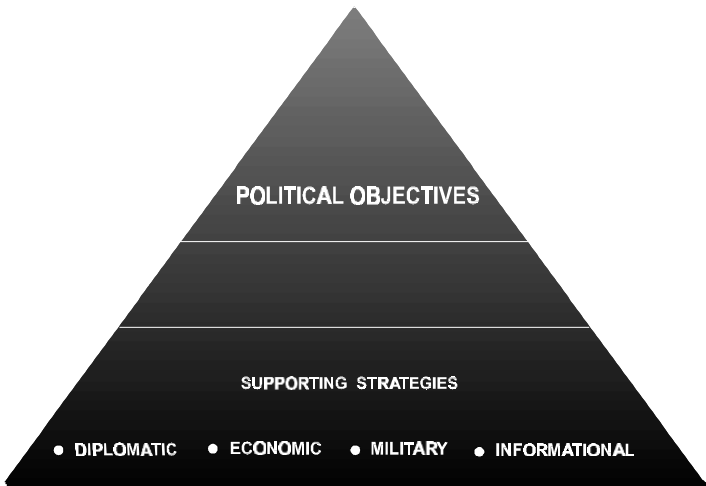 POLITICAL OBJECTIVES
SUPPORTING STRATEGIES
● DIPLOMATIC ● ECONOMIC ● MILITARY ● INFORMATIONAL